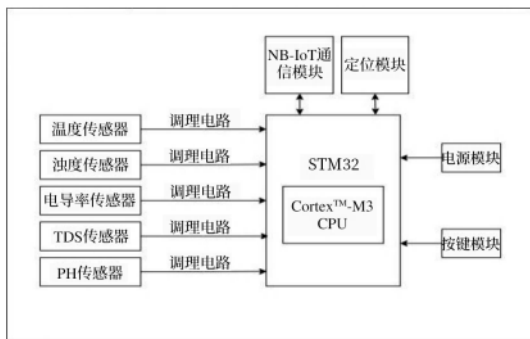 NB-IoT通
信模块
定位模块
温度传感器
调理电路
浊度传感器
调理电路
电导率传感器
调理电路
TDS传感器
调理电路
PH传感器
调理电路
STM32
Cortex™-M3
CPU
电源模块
按键模块